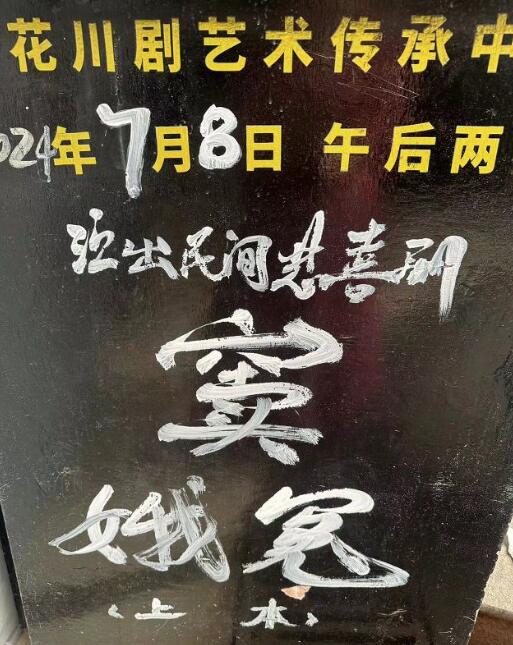 花川剧艺术传承中
2024年7月8日 午后两
演出民间悲喜剧
窦
娥冤
（上本）